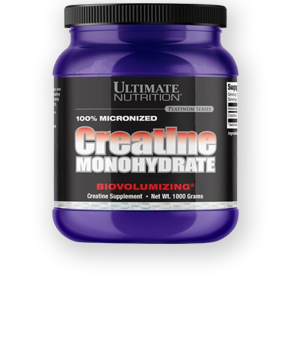 ULTIMATE
NUTRITION®
PLATINUM SERIES
100% MICRONIZED
Creatine
MONOHYDRATE
BIOVOLUMIZING®
Creatine Supplement • Net Wt. 1000 Grams